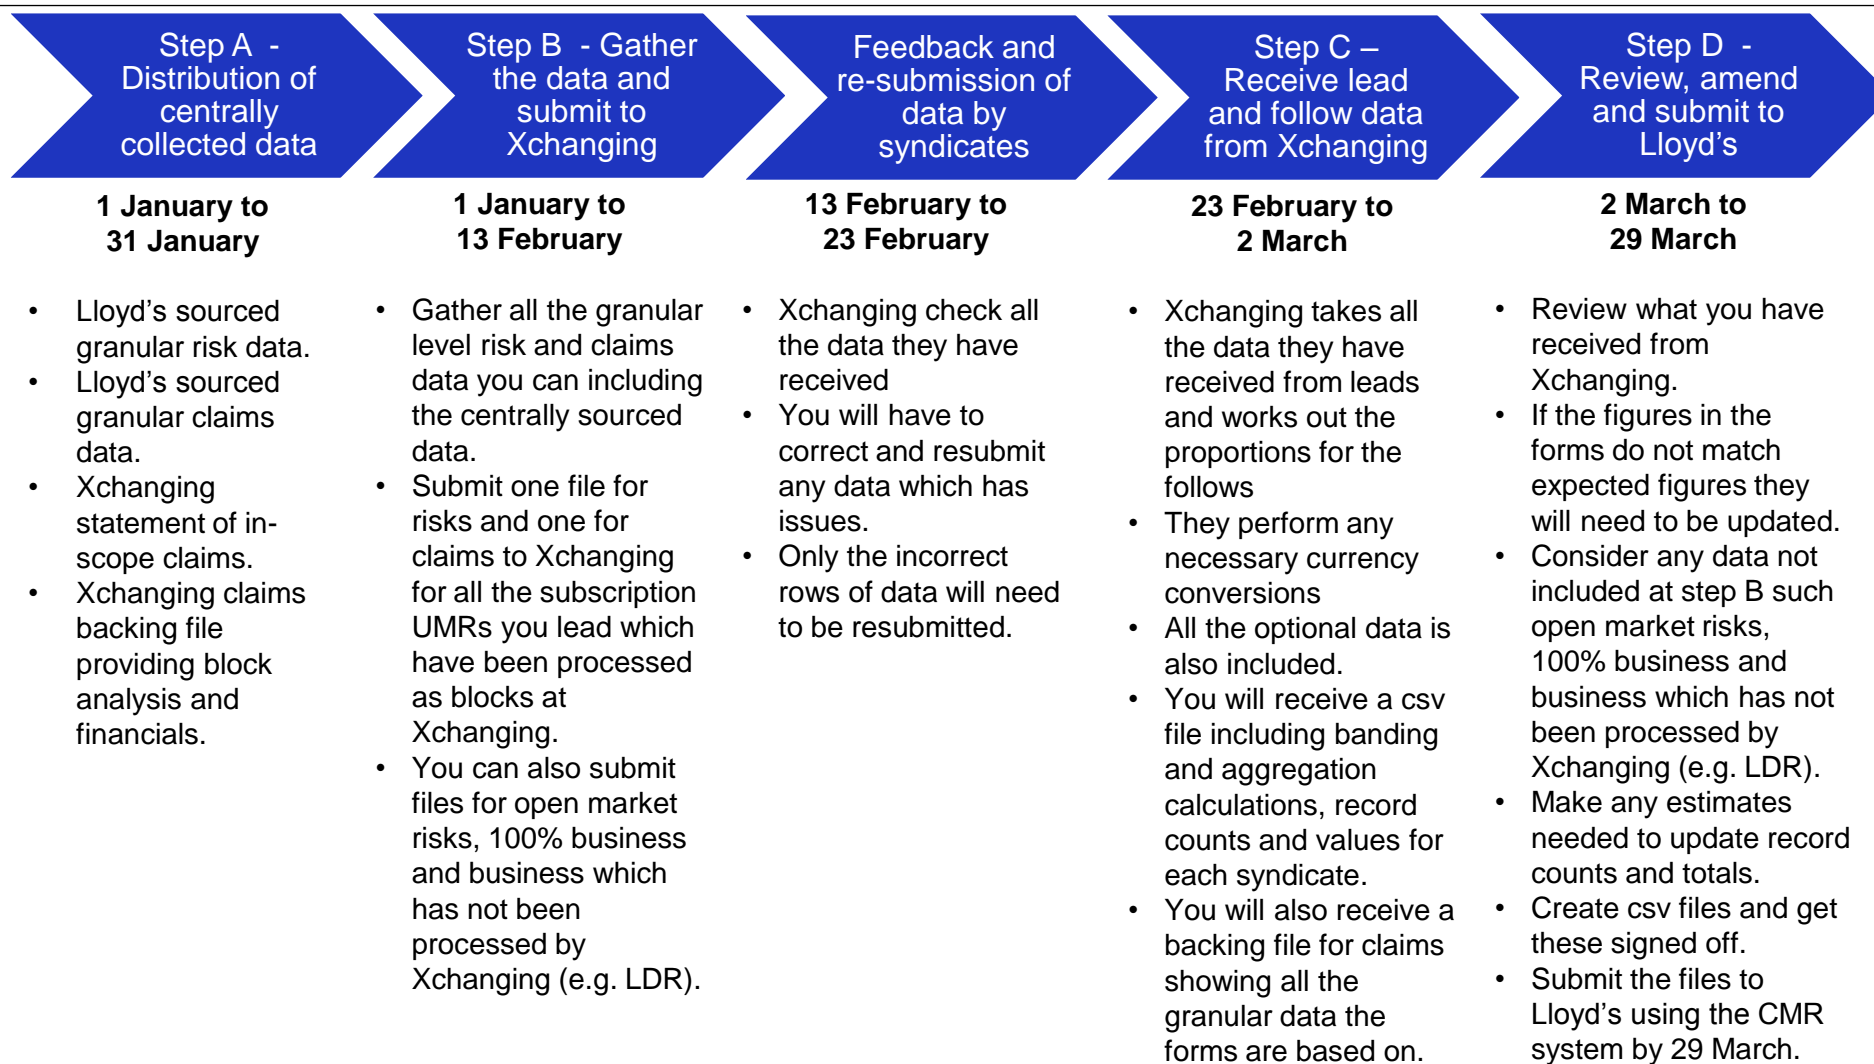 Step A  -
Distribution of
centrally
collected data
1 January to
31 January
• Lloyd’s sourced
granular risk data.
• Lloyd’s sourced
granular claims
data.
• Xchanging
statement of in-
scope claims.
• Xchanging claims
backing file
providing block
analysis and
financials.
Step B  - Gather
the data and
submit to
Xchanging
1 January to
13 February
• Gather all the granular
level risk and claims
data you can including
the centrally sourced
data.
• Submit one file for
risks and one for
claims to Xchanging
for all the subscription
UMRs you lead which
have been processed
as blocks at
Xchanging.
• You can also submit
files for open market
risks, 100% business
and business which
has not been
processed by
Xchanging (e.g. LDR).
Feedback and
re-submission of
data by
syndicates
13 February to
23 February
• Xchanging check all
the data they have
received
• You will have to
correct and resubmit
any data which has
issues.
• Only the incorrect
rows of data will need
to be resubmitted.
Step C –
Receive lead
and follow data
from Xchanging
23 February to
2 March
• Xchanging takes all
the data they have
received from leads
and works out the
proportions for the
follows
• They perform any
necessary currency
conversions
• All the optional data is
also included.
• You will receive a csv
file including banding
and aggregation
calculations, record
counts and values for
each syndicate.
• You will also receive a
backing file for claims
showing all the
granular data the
forms are based on.
Step D  -
Review, amend
and submit to
Lloyd’s
2 March to
29 March
• Review what you have
received from
Xchanging.
• If the figures in the
forms do not match
expected figures they
will need to be updated.
• Consider any data not
included at step B such
open market risks,
100% business and
business which has not
been processed by
Xchanging (e.g. LDR).
• Make any estimates
needed to update record
counts and totals.
• Create csv files and get
these signed off.
• Submit the files to
Lloyd’s using the CMR
system by 29 March.